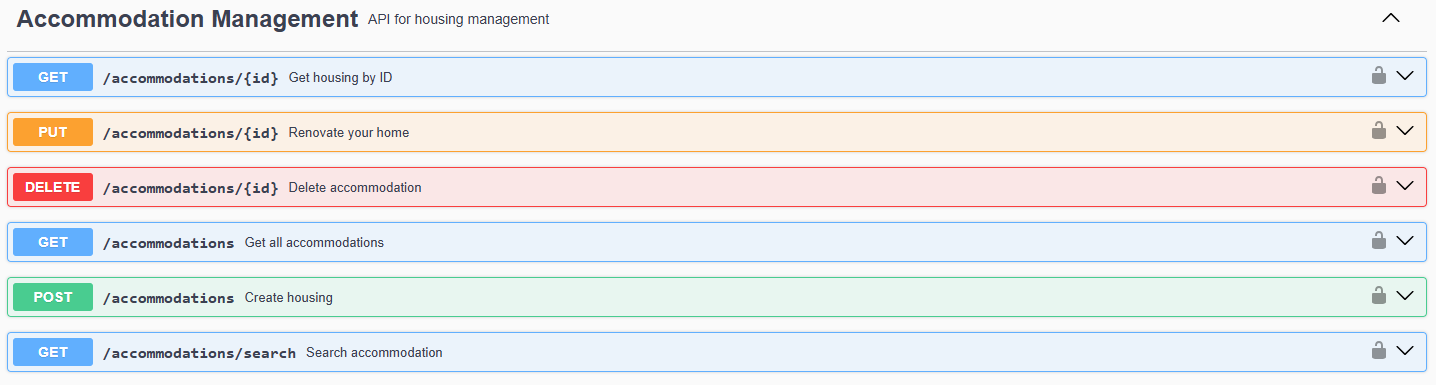 Accommodation Management API for housing management
GET /accommodations/{id} Get housing by ID
PUT /accommodations/{id} Renovate your home
DELETE /accommodations/{id} Delete accommodation
GET /accommodations Get all accommodations
POST /accommodations Create housing
GET /accommodations/search Search accommodation